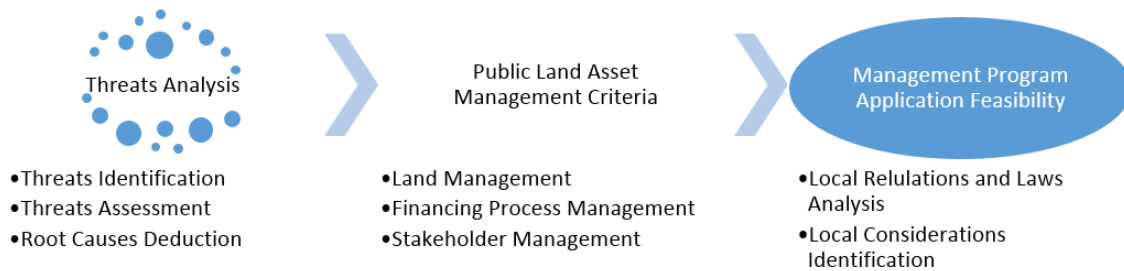 Threats Analysis
•Threats Identification
•Threats Assessment
•Root Causes Deduction
Public Land Asset
Management Criteria
•Land Management
•Financing Process Management
•Stakeholder Management
Management Program
Application Feasibility
•Local Relulations and Laws
Analysis
•Local Considerations
Identification